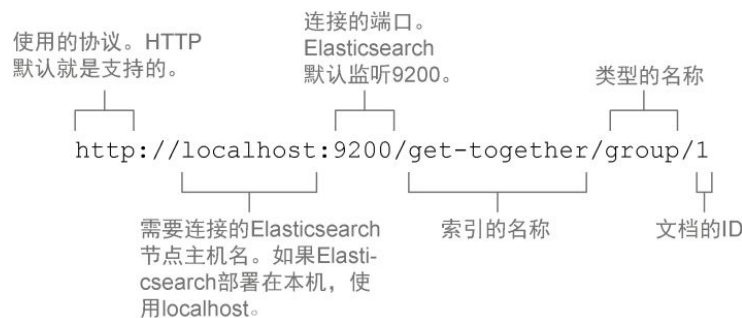 使用的协议。HTTP
默认就是支持的。
连接的端口。
Elasticsearch
默认监听9200。
类型的名称
http://localhost:9200/get-together/group/1
需要连接的Elasticsearch
节点主机名。如果Elasti-
csearch部署在本机，使
用localhost。
索引的名称
文档的ID